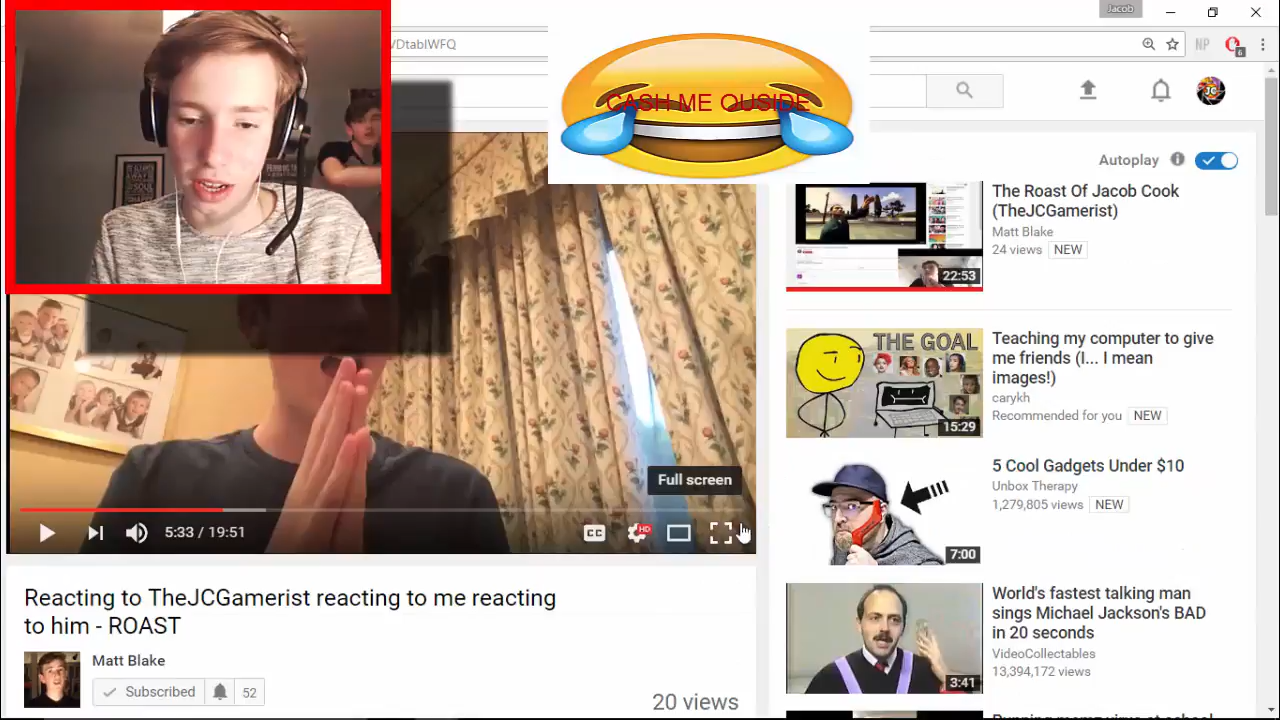 Jacob
VDtablWFQ
NP
6
CASH ME OUSIDE
JC
Autoplay
The Roast Of Jacob Cook
(TheJCGamerist)
Matt Blake
24 views NEW
22:53
THE GOAL
15:29
Teaching my computer to give
me friends (I... I mean
images!)
carykh
Recommended for you NEW
5 Cool Gadgets Under $10
Unbox Therapy
1,279,805 views NEW
7:00
Full screen
5:33 / 19:51
CC
HD
World's fastest talking man
sings Michael Jackson's BAD
in 20 seconds
VideoCollectables
13,394,172 views
3:41
Reacting to TheJCGamerist reacting to me reacting
to him - ROAST
Matt Blake
Subscribed 52
20 views